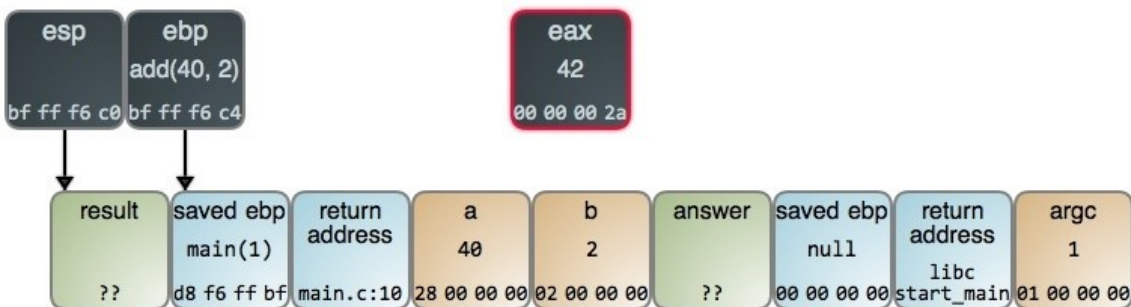 esp
bf ff f6 c0
ebp
add(40, 2)
bf ff f6 c4
eax
42
00 00 00 2a
result
??
saved ebp
main(1)
d8 f6 ff bf
return
address
main.c:10
a
40
28 00 00 00
b
2
02 00 00 00
answer
??
saved ebp
null
00 00 00 00
return
address
libc
start_main
argc
1
01 00 00 00